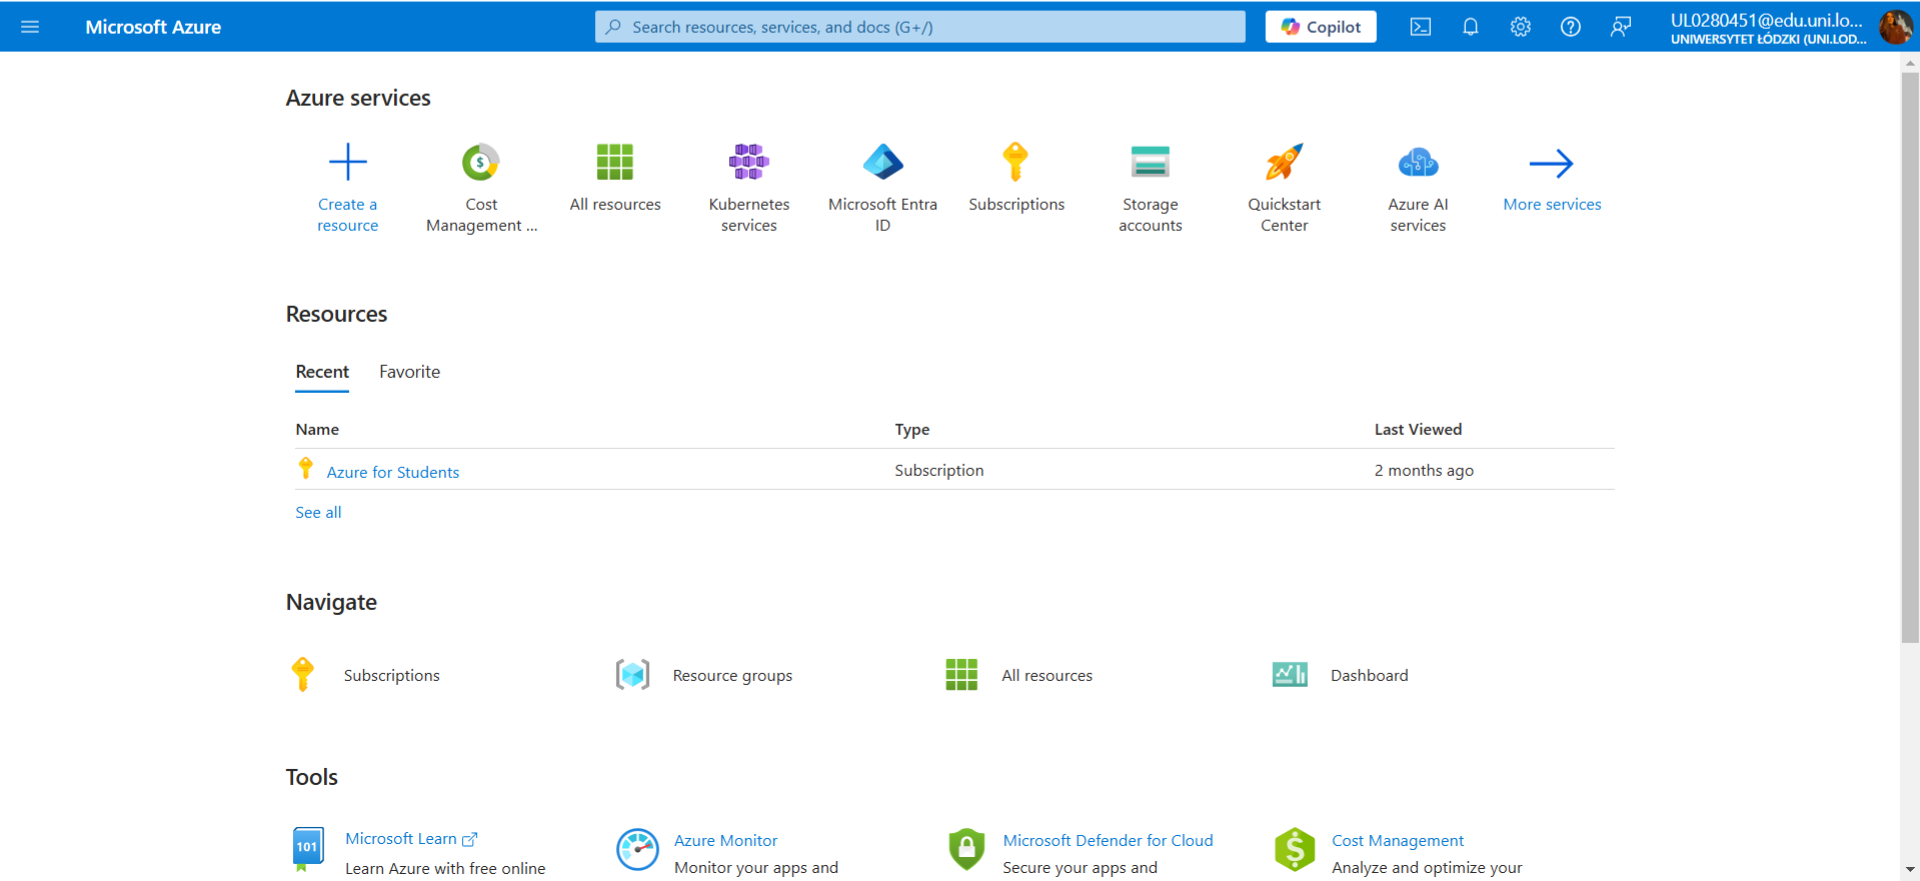 Microsoft Azure
Search resources, services, and docs (G+/)
Copilot
UL0280451@edu.uni.lo...
UNIWERSYTET ŁÓDZKI (UNI.LOD...
Azure services
Create a
resource
Cost
Management ...
All resources
Kubernetes
services
Microsoft Entra
ID
Subscriptions
Storage
accounts
Quickstart
Center
Azure AI
services
More services
Resources
Recent
Favorite
Name
Type
Last Viewed
Azure for Students
Subscription
2 months ago
See all
Navigate
Subscriptions
Resource groups
All resources
Dashboard
Tools
101
Microsoft Learn
Learn Azure with free online
Azure Monitor
Monitor your apps and
Microsoft Defender for Cloud
Secure your apps and
Cost Management
Analyze and optimize your